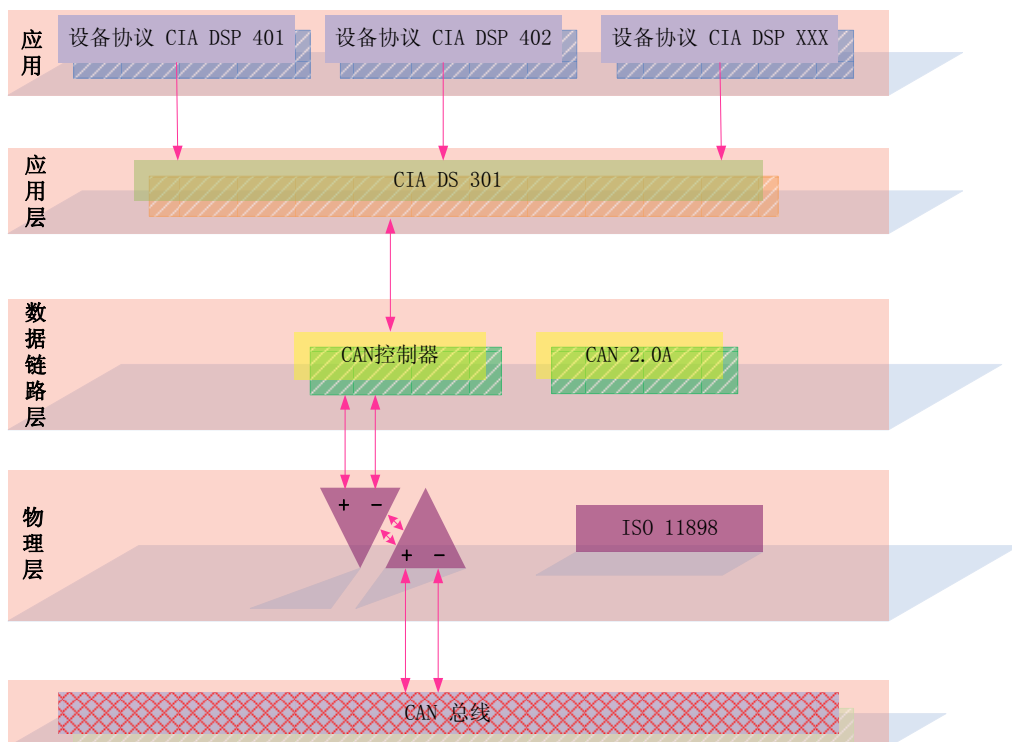 应用
设备协议 CIA DSP 401
设备协议 CIA DSP 402
设备协议 CIA DSP XXX
应用层
CIA DS 301
数据链路层
CAN控制器
CAN 2.0A
物理层
+ −
+ −
ISO 11898
CAN 总线